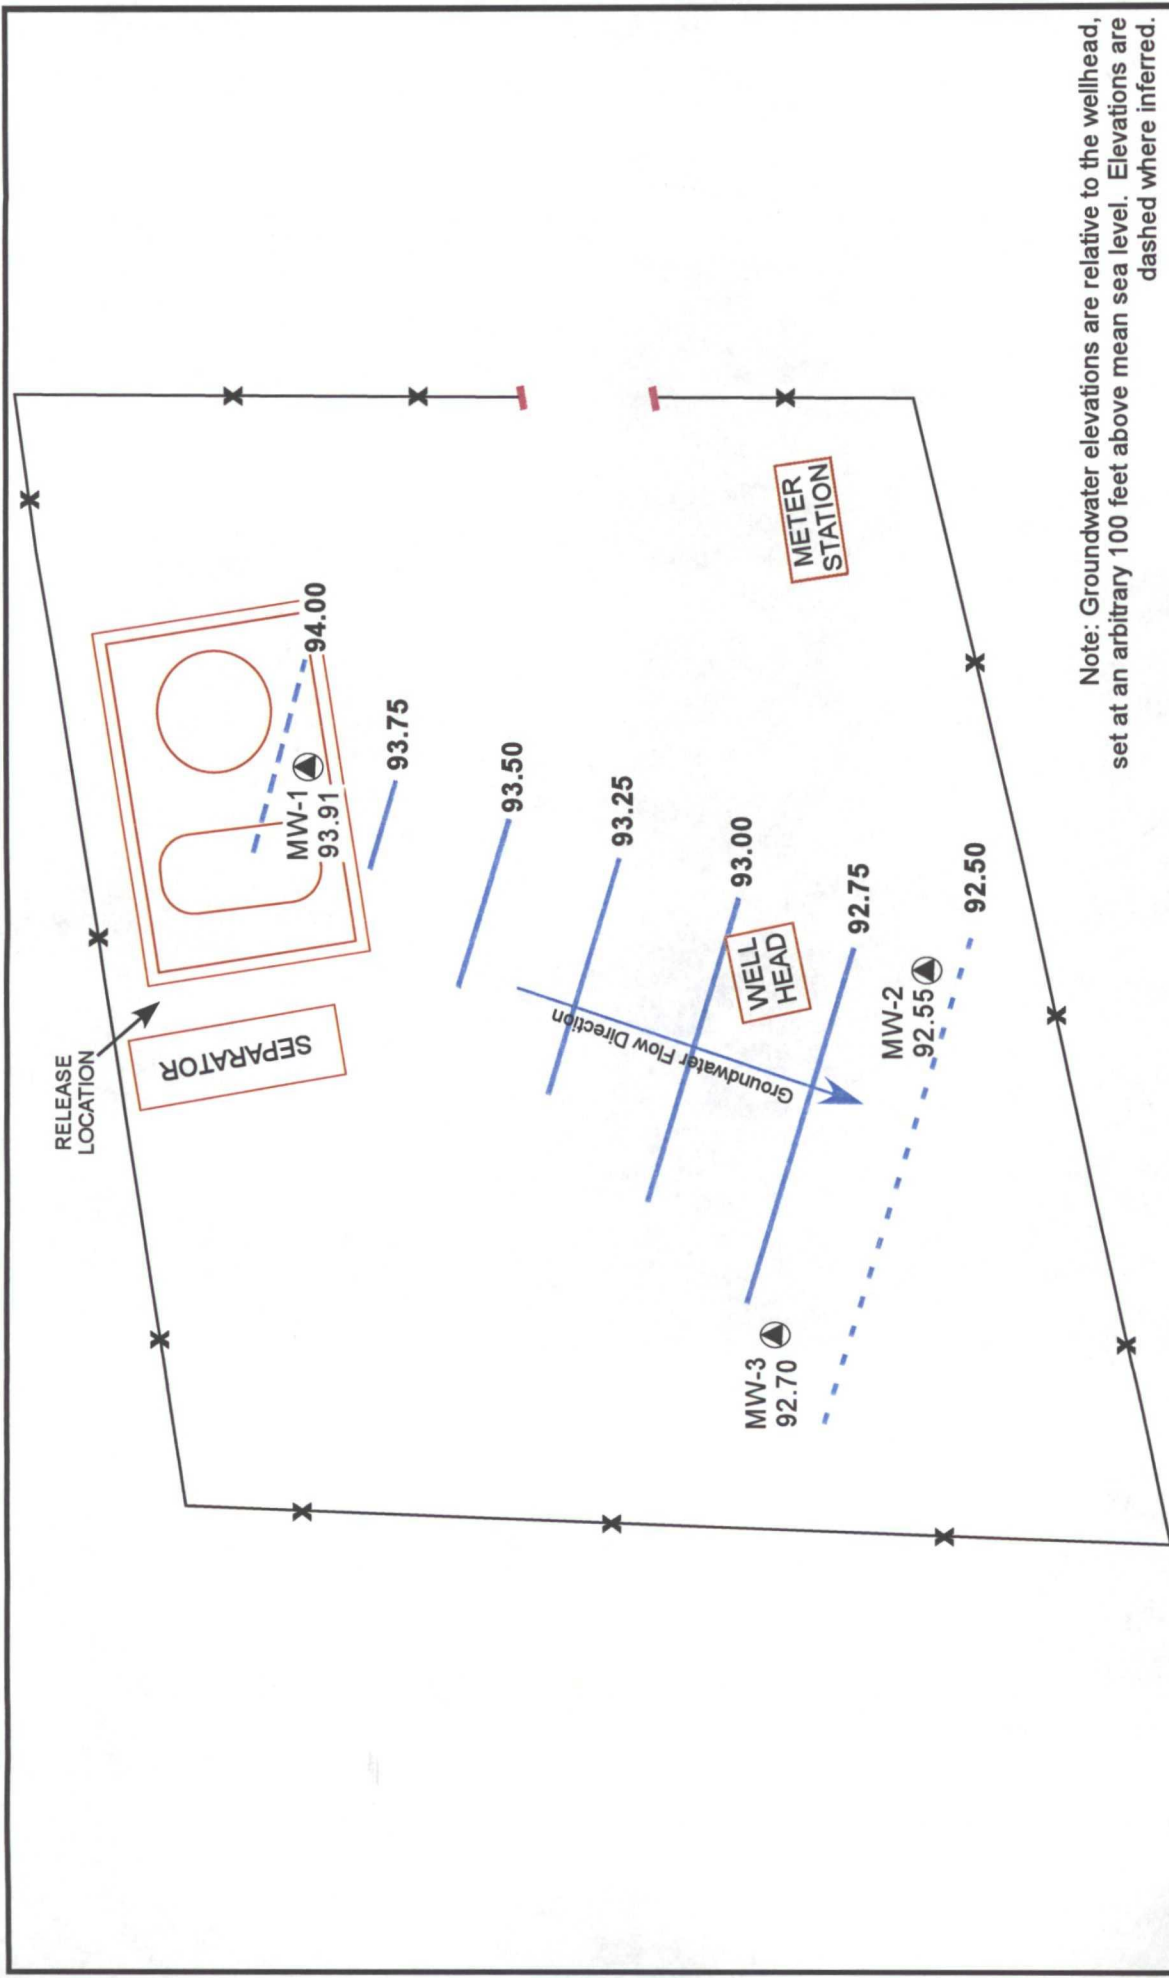 RELEASE
LOCATION
SEPARATOR
MW-1
93.91
94.00
93.75
93.50
93.25
93.00
92.75
92.50
Groundwater Flow Direction
WELL
HEAD
METER
STATION
MW-2
92.55
MW-3
92.70
Note: Groundwater elevations are relative to the wellhead,
set at an arbitrary 100 feet above mean sea level. Elevations are
dashed where inferred.